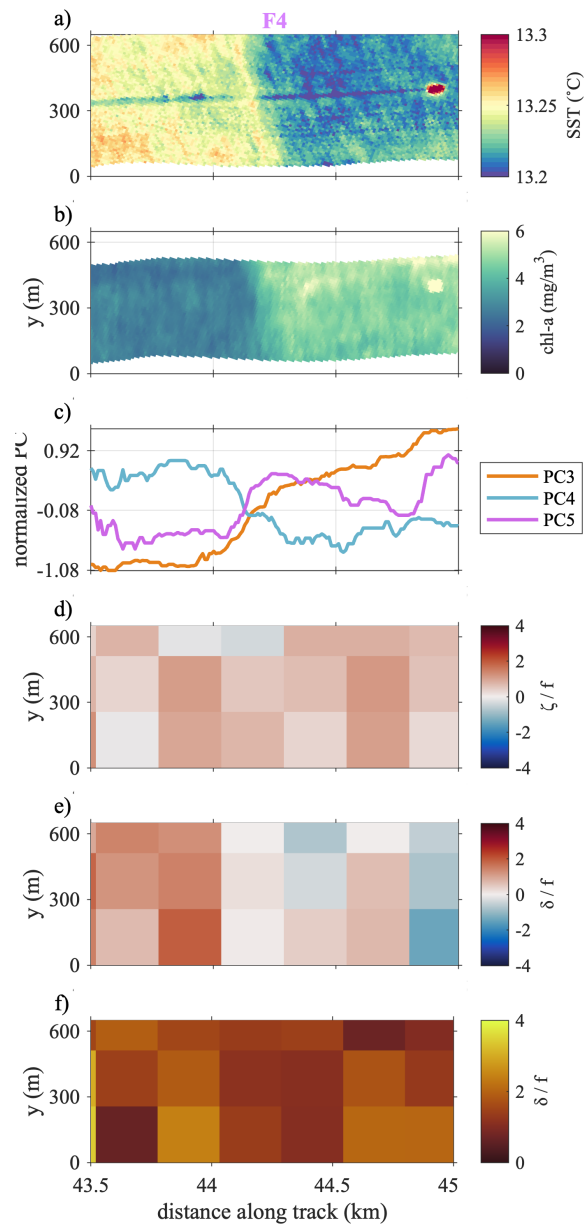 F4
a)
600
300
0
13.3
13.25
13.2
SST (°C)
b)
600
300
0
y (m)
6
4
2
0
chl-a (mg/m³)
c)
0.92
-0.08
-1.08
normalized PC
PC3
PC4
PC5
d)
600
300
0
y (m)
4
2
0
-2
-4
ζ / f
e)
600
300
0
y (m)
4
2
0
-2
-4
δ / f
f)
600
300
0
y (m)
4
2
0
δ / f
43.5
44
44.5
45
distance along track (km)